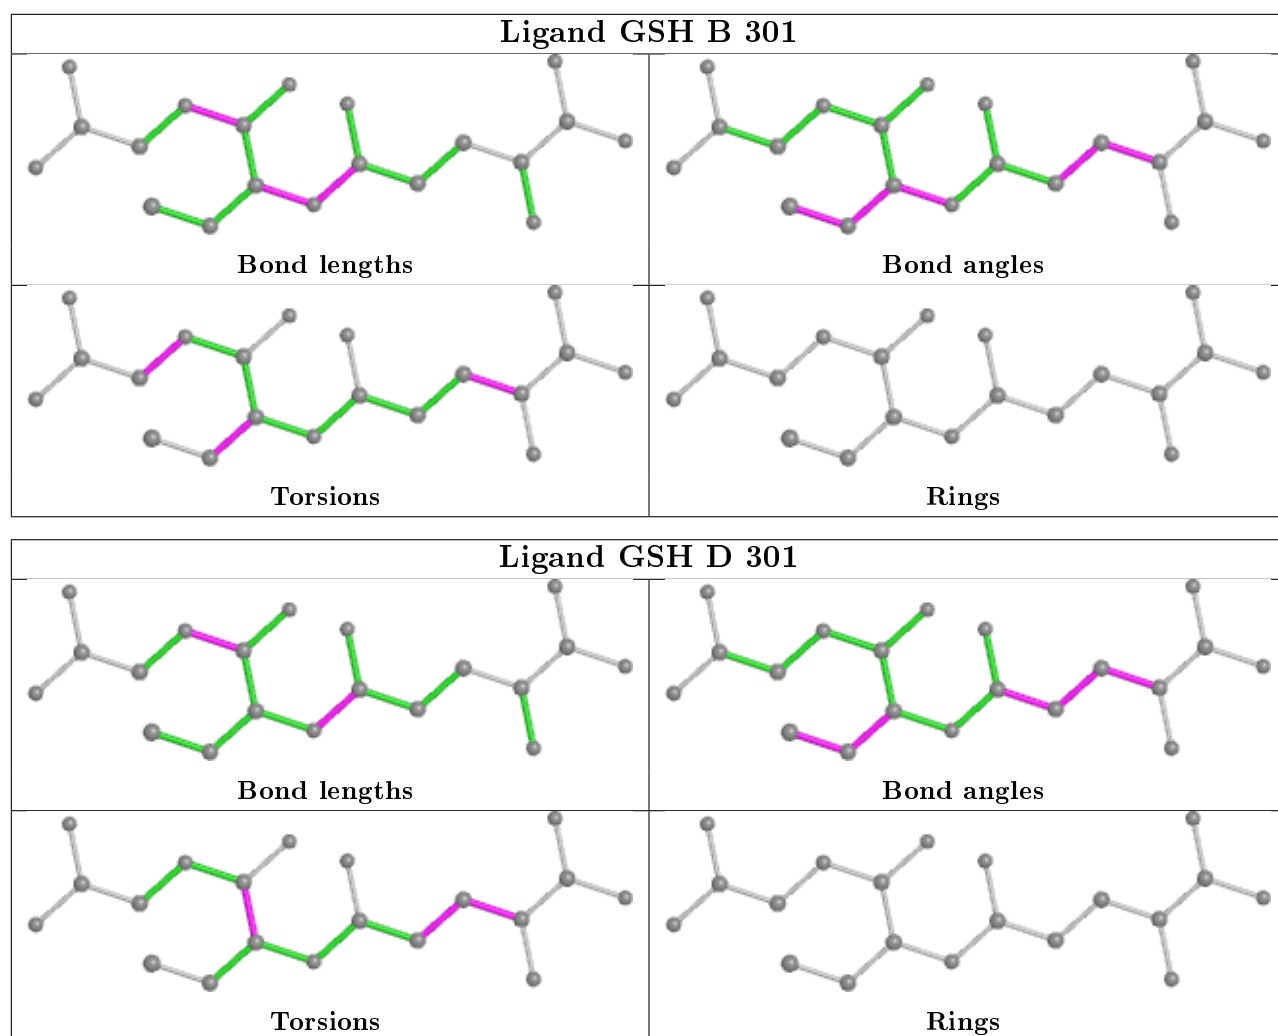 Ligand GSH B 301
Bond lengths
Bond angles
Torsions
Rings
Ligand GSH D 301
Bond lengths
Bond angles
Torsions
Rings